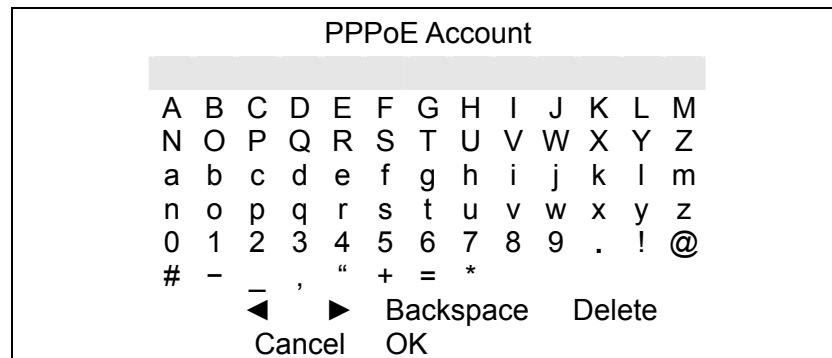 PPPoE Account
A B C D E F G H I J K L M
N O P Q R S T U V W X Y Z
a b c d e f g h i j k l m
n o p q r s t u v w x y z
0 1 2 3 4 5 6 7 8 9 . ! @
# − _ , “ + = *
◄ ► Backspace Delete
Cancel OK